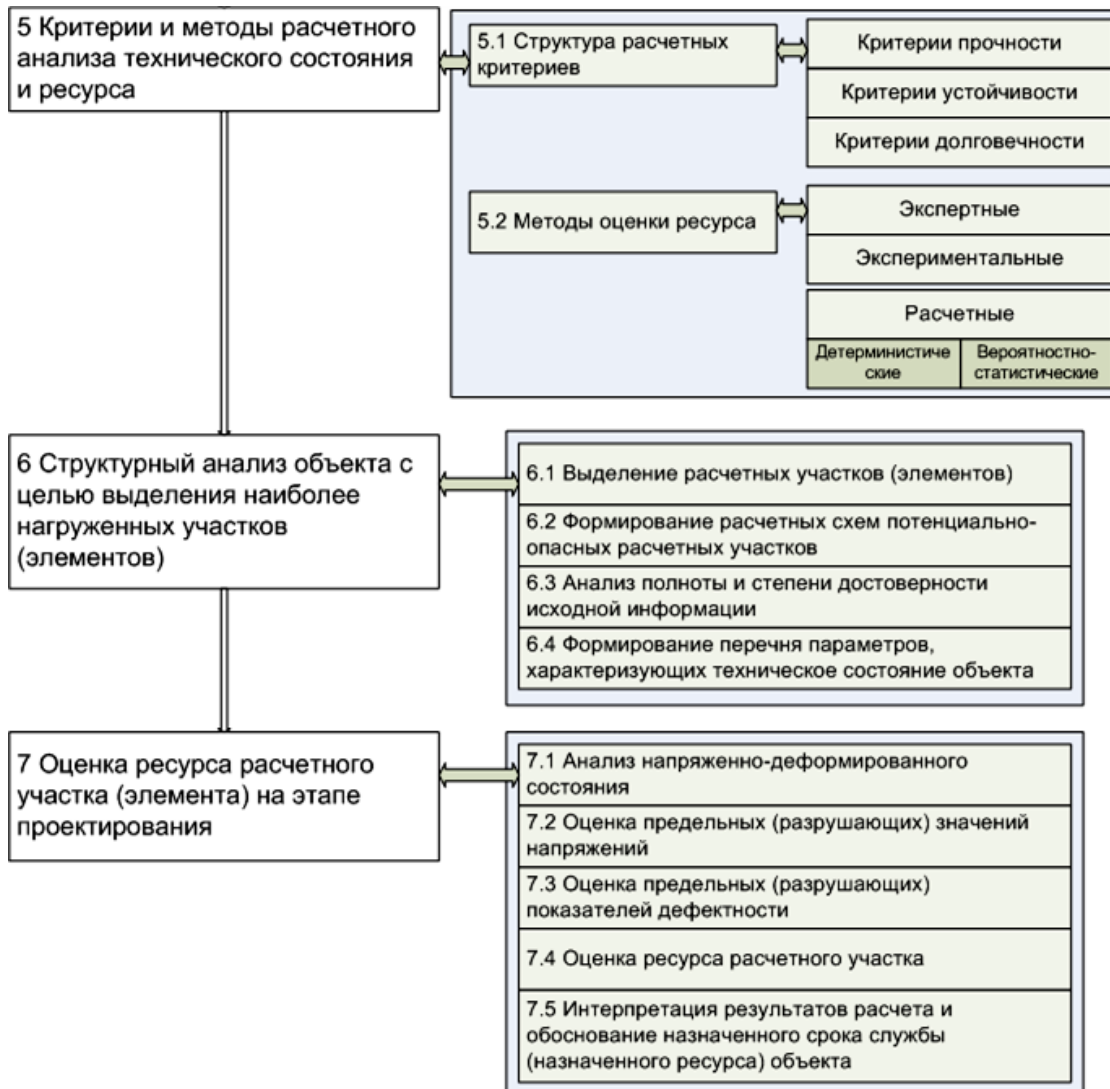 5 Критерии и методы расчетного
анализа технического состояния
и ресурса
5.1 Структура расчетных
критериев
Критерии прочности
Критерии устойчивости
Критерии долговечности
5.2 Методы оценки ресурса
Экспертные
Экспериментальные
Расчетные
Детерминистиче
ские
Вероятностно-
статистические
6 Структурный анализ объекта с
целью выделения наиболее
нагруженных участков
(элементов)
6.1 Выделение расчетных участков (элементов)
6.2 Формирование расчетных схем потенциально-
опасных расчетных участков
6.3 Анализ полноты и степени достоверности
исходной информации
6.4 Формирование перечня параметров,
характеризующих техническое состояние объекта
7 Оценка ресурса расчетного
участка (элемента) на этапе
проектирования
7.1 Анализ напряженно-деформированного
состояния
7.2 Оценка предельных (разрушающих) значений
напряжений
7.3 Оценка предельных (разрушающих)
показателей дефектности
7.4 Оценка ресурса расчетного участка
7.5 Интерпретация результатов расчета и
обоснование назначенного срока службы
(назначенного ресурса) объекта